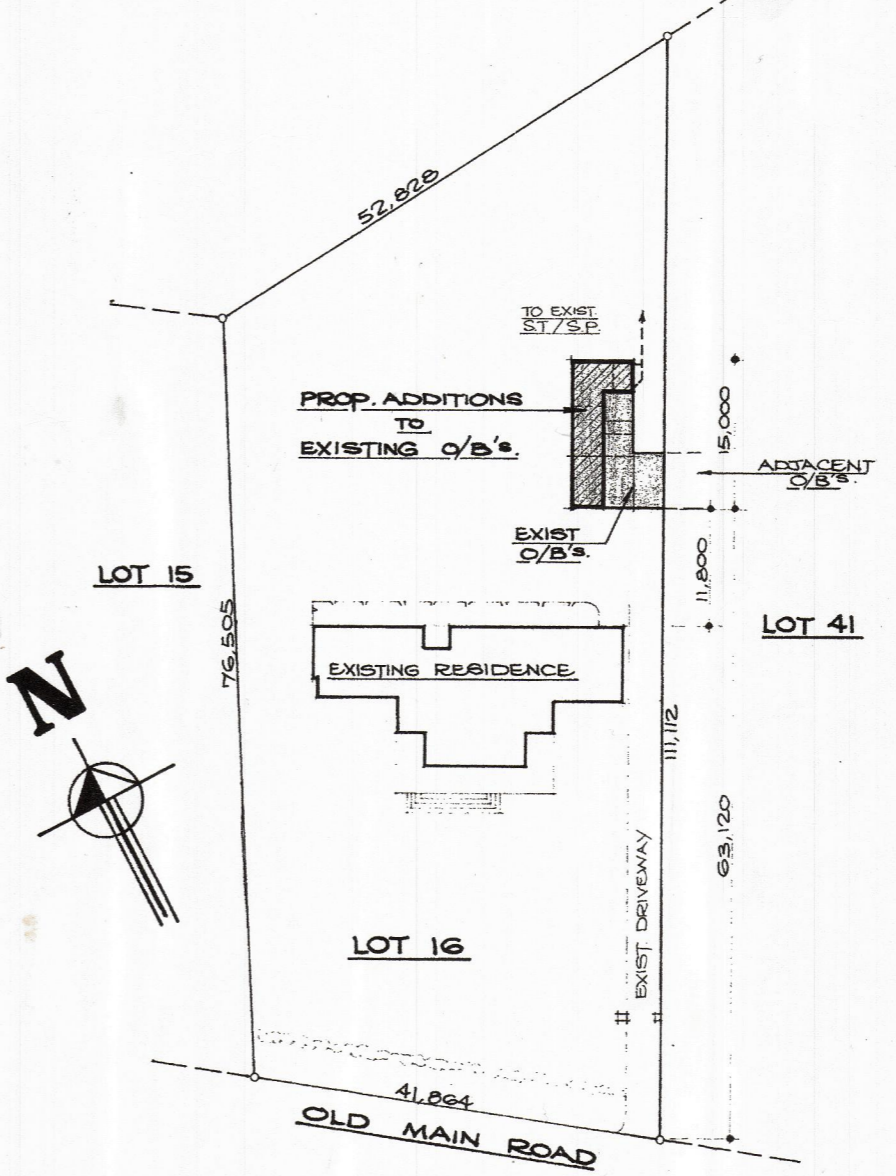 52,828
TO EXIST.
S.T./S.P.
PROP. ADDITIONS
TO
EXISTING O/B's.
15,000
ADJACENT
O/B's.
EXIST
O/B's.
11,800
LOT 15
LOT 41
76,505
EXISTING RESIDENCE
N
111,112
63,120
EXIST. DRIVEWAY
LOT 16
41,864
OLD MAIN ROAD